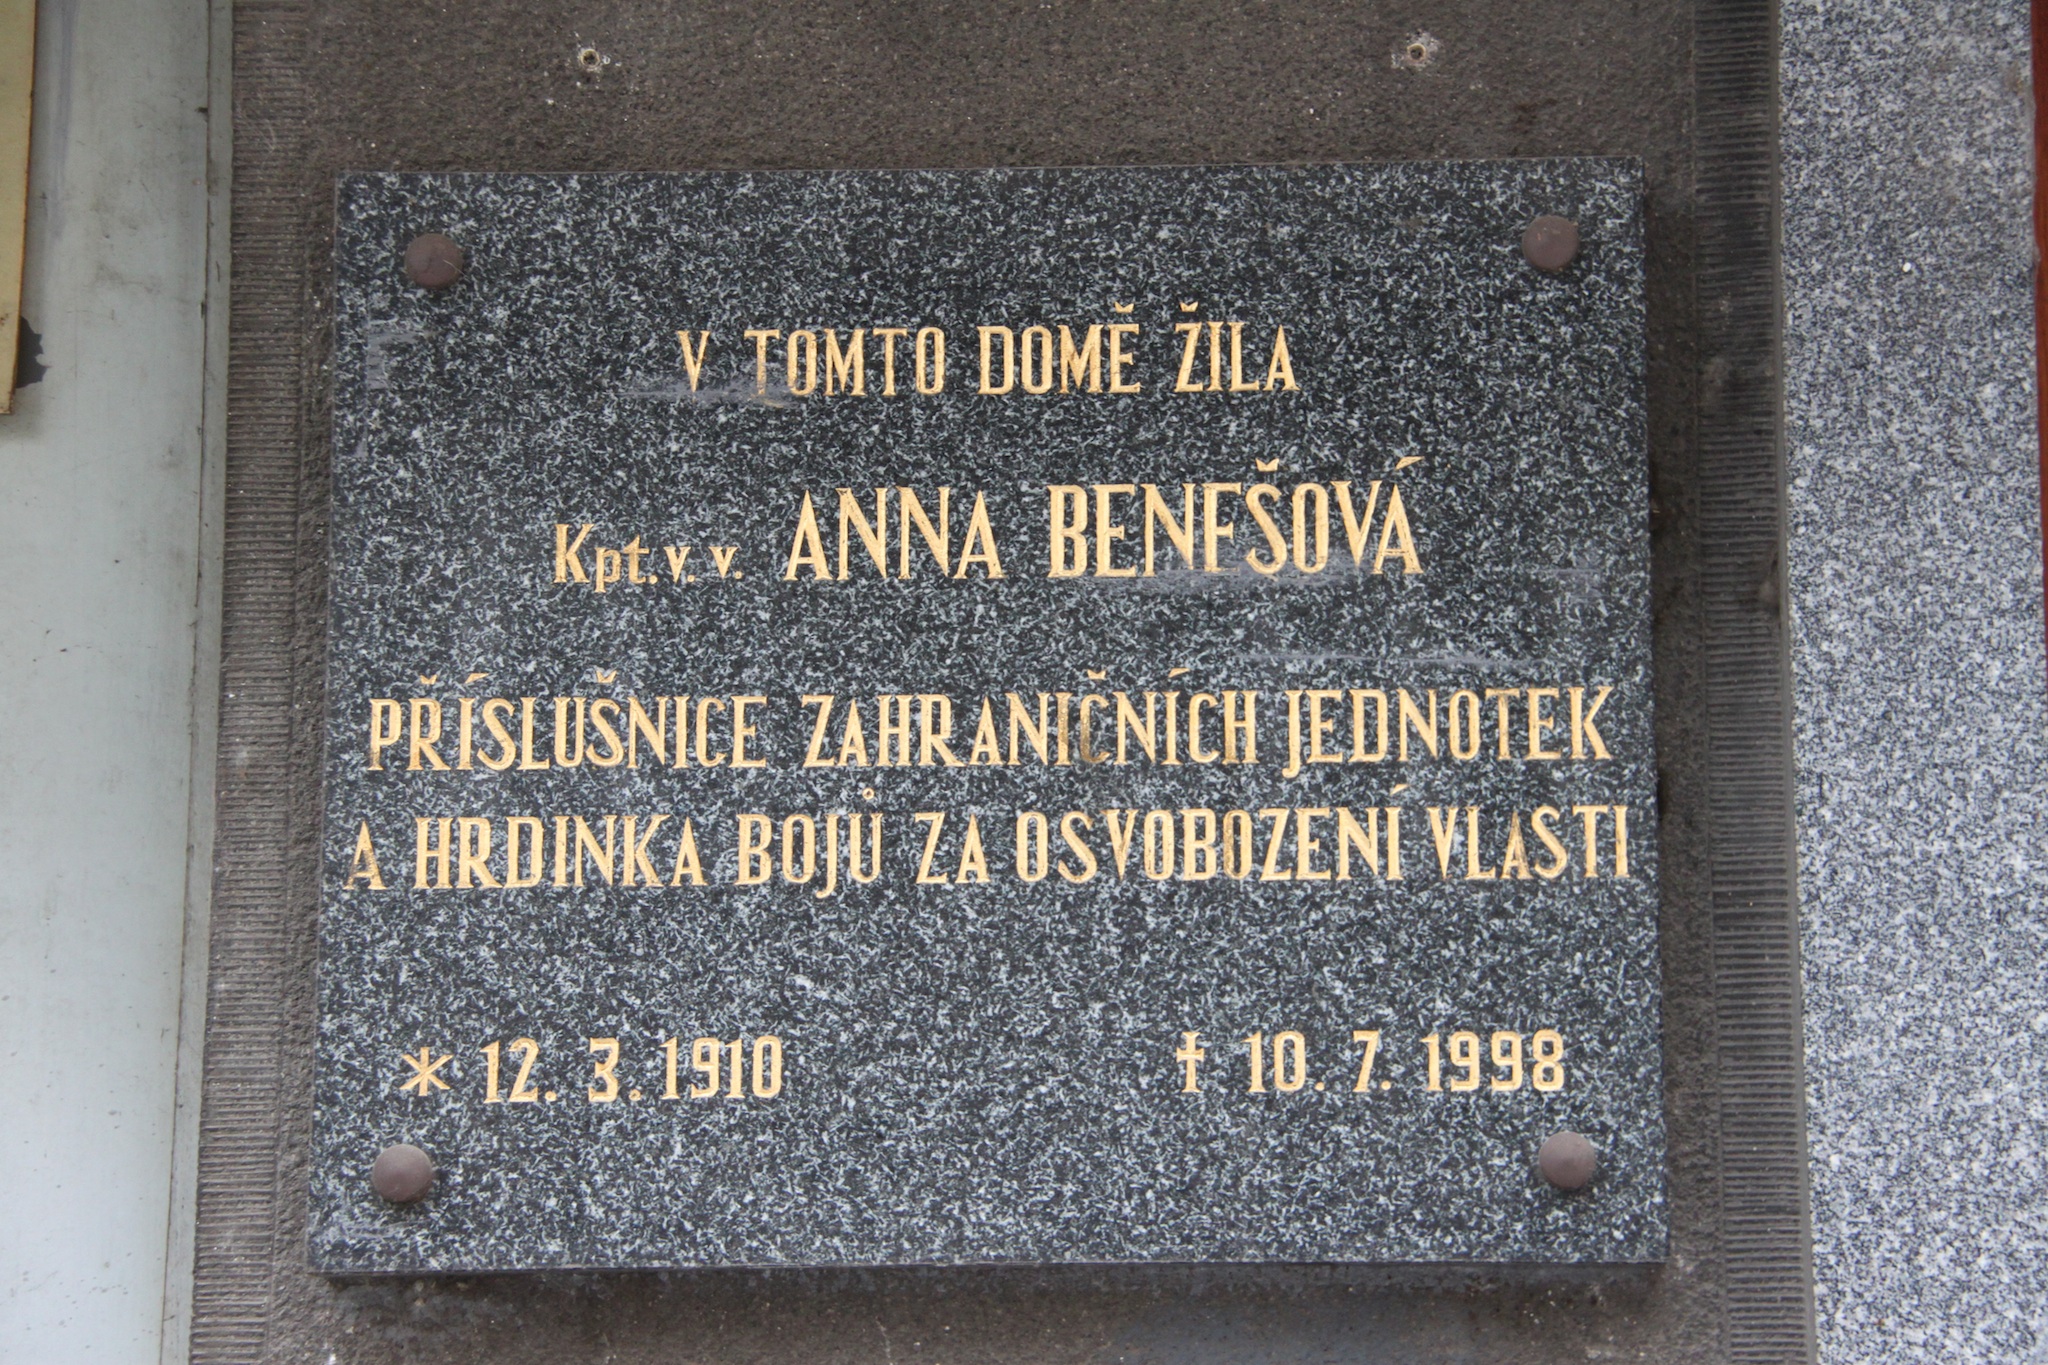 V TOMTO DOMĚ ŽILA
Kpt. v. v. ANNA BENEŠOVÁ
PŘÍSLUŠNICE ZAHRANIČNÍCH JEDNOTEK
A HRDINKA BOJŮ ZA OSVOBOZENÍ VLASTI
* 12. 3. 1910 † 10. 7. 1998